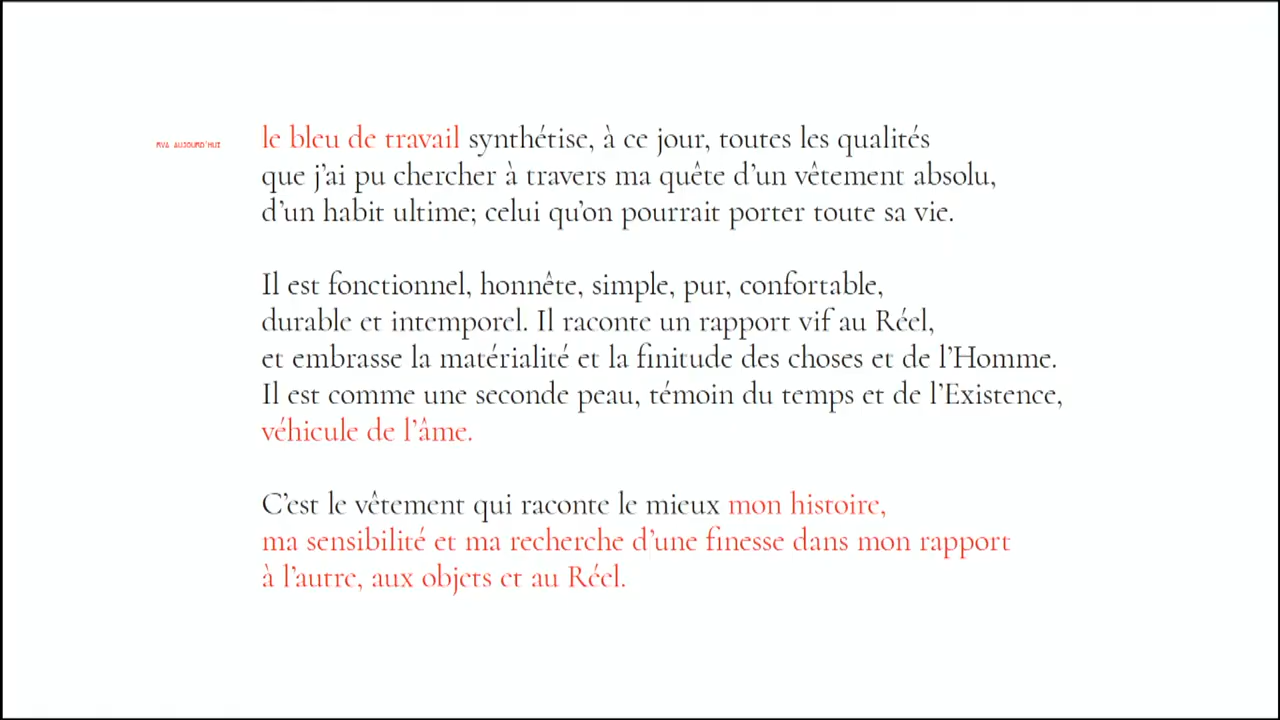 RVA AUJOURD'HUI
le bleu de travail synthétise, à ce jour, toutes les qualités
que j’ai pu chercher à travers ma quête d’un vêtement absolu,
d’un habit ultime; celui qu’on pourrait porter toute sa vie.
Il est fonctionnel, honnête, simple, pur, confortable,
durable et intemporel. Il raconte un rapport vif au Réel,
et embrasse la matérialité et la finitude des choses et de l’Homme.
Il est comme une seconde peau, témoin du temps et de l’Existence,
véhicule de l’âme.
C’est le vêtement qui raconte le mieux mon histoire,
ma sensibilité et ma recherche d’une finesse dans mon rapport
à l’autre, aux objets et au Réel.